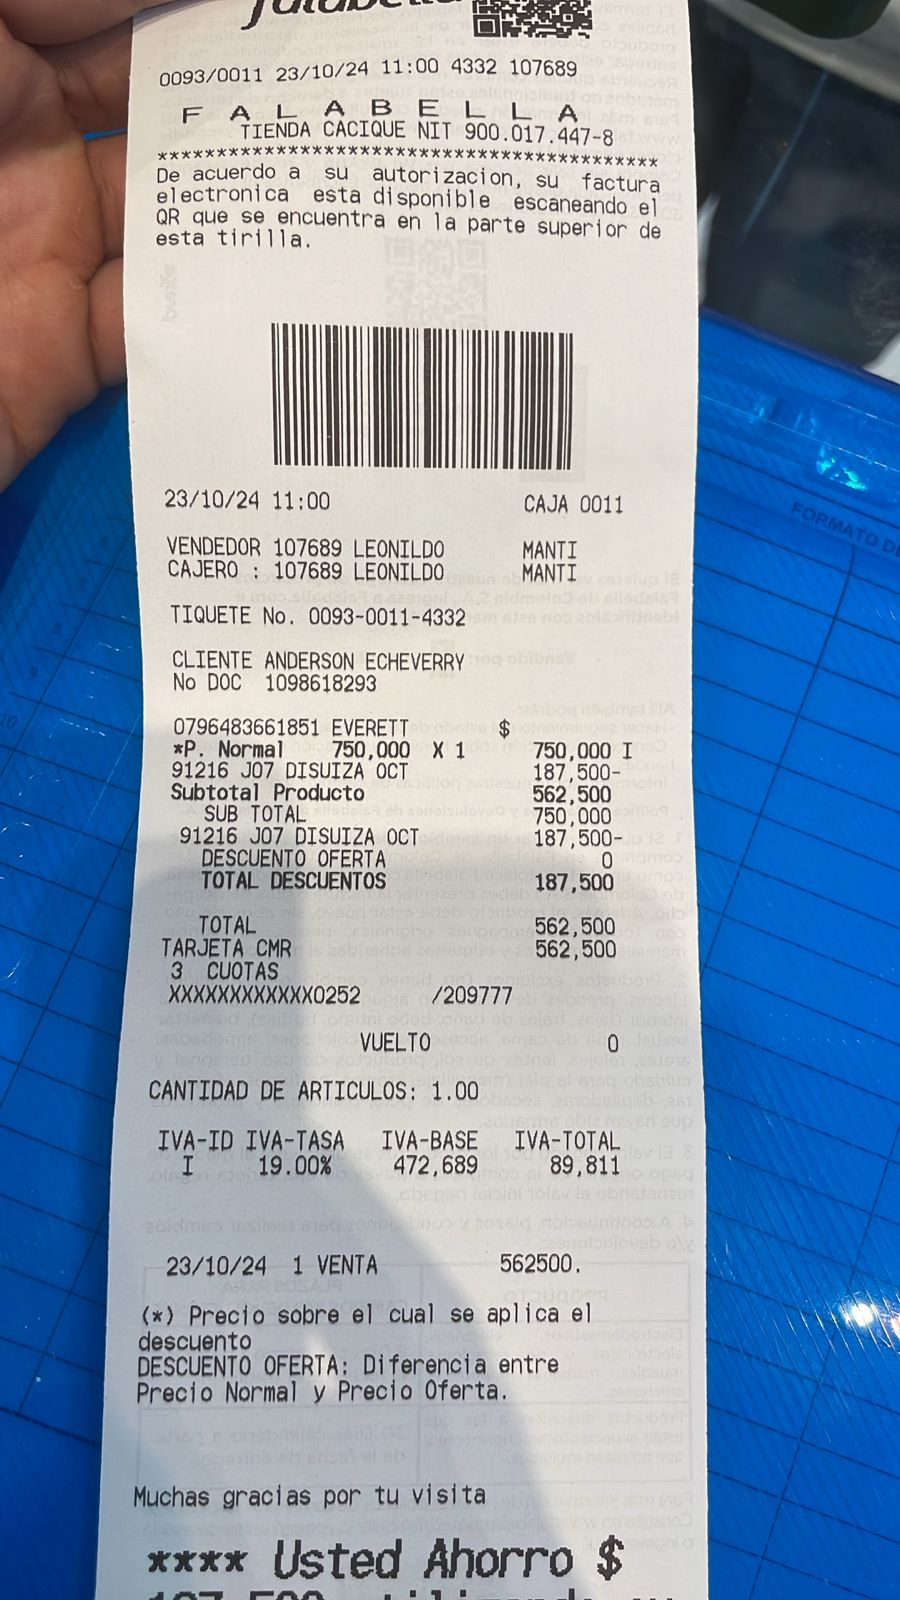 falabella
0093/0011 23/10/24 11:00 4332 107689
F A L A B E L L A
TIENDA CACIQUE NIT 900.017.447-8
*******************************************
De acuerdo a su autorizacion, su factura
electronica esta disponible escaneando el
QR que se encuentra en la parte superior de
esta tirilla.
23/10/24 11:00 CAJA 0011
VENDEDOR 107689 LEONILDO MANTI
CAJERO : 107689 LEONILDO MANTI
TIQUETE No. 0093-0011-4332
CLIENTE ANDERSON ECHEVERRY
No DOC 1098618293
0796483661851 EVERETT $
*P. Normal 750,000 X 1 750,000 I
91216 J07 DISUIZA OCT 187,500-
Subtotal Producto 562,500
SUB TOTAL 750,000
91216 J07 DISUIZA OCT 187,500-
DESCUENTO OFERTA 0
TOTAL DESCUENTOS 187,500
TOTAL 562,500
TARJETA CMR 562,500
3 CUOTAS
XXXXXXXXXXXX0252 /209777
VUELTO 0
CANTIDAD DE ARTICULOS: 1.00
IVA-ID IVA-TASA IVA-BASE IVA-TOTAL
I 19.00% 472,689 89,811
23/10/24 1 VENTA 562500.
(*) Precio sobre el cual se aplica el
descuento
DESCUENTO OFERTA: Diferencia entre
Precio Normal y Precio Oferta.
Muchas gracias por tu visita
**** Usted Ahorro $
187,500 utilizando su
FORMATO DE